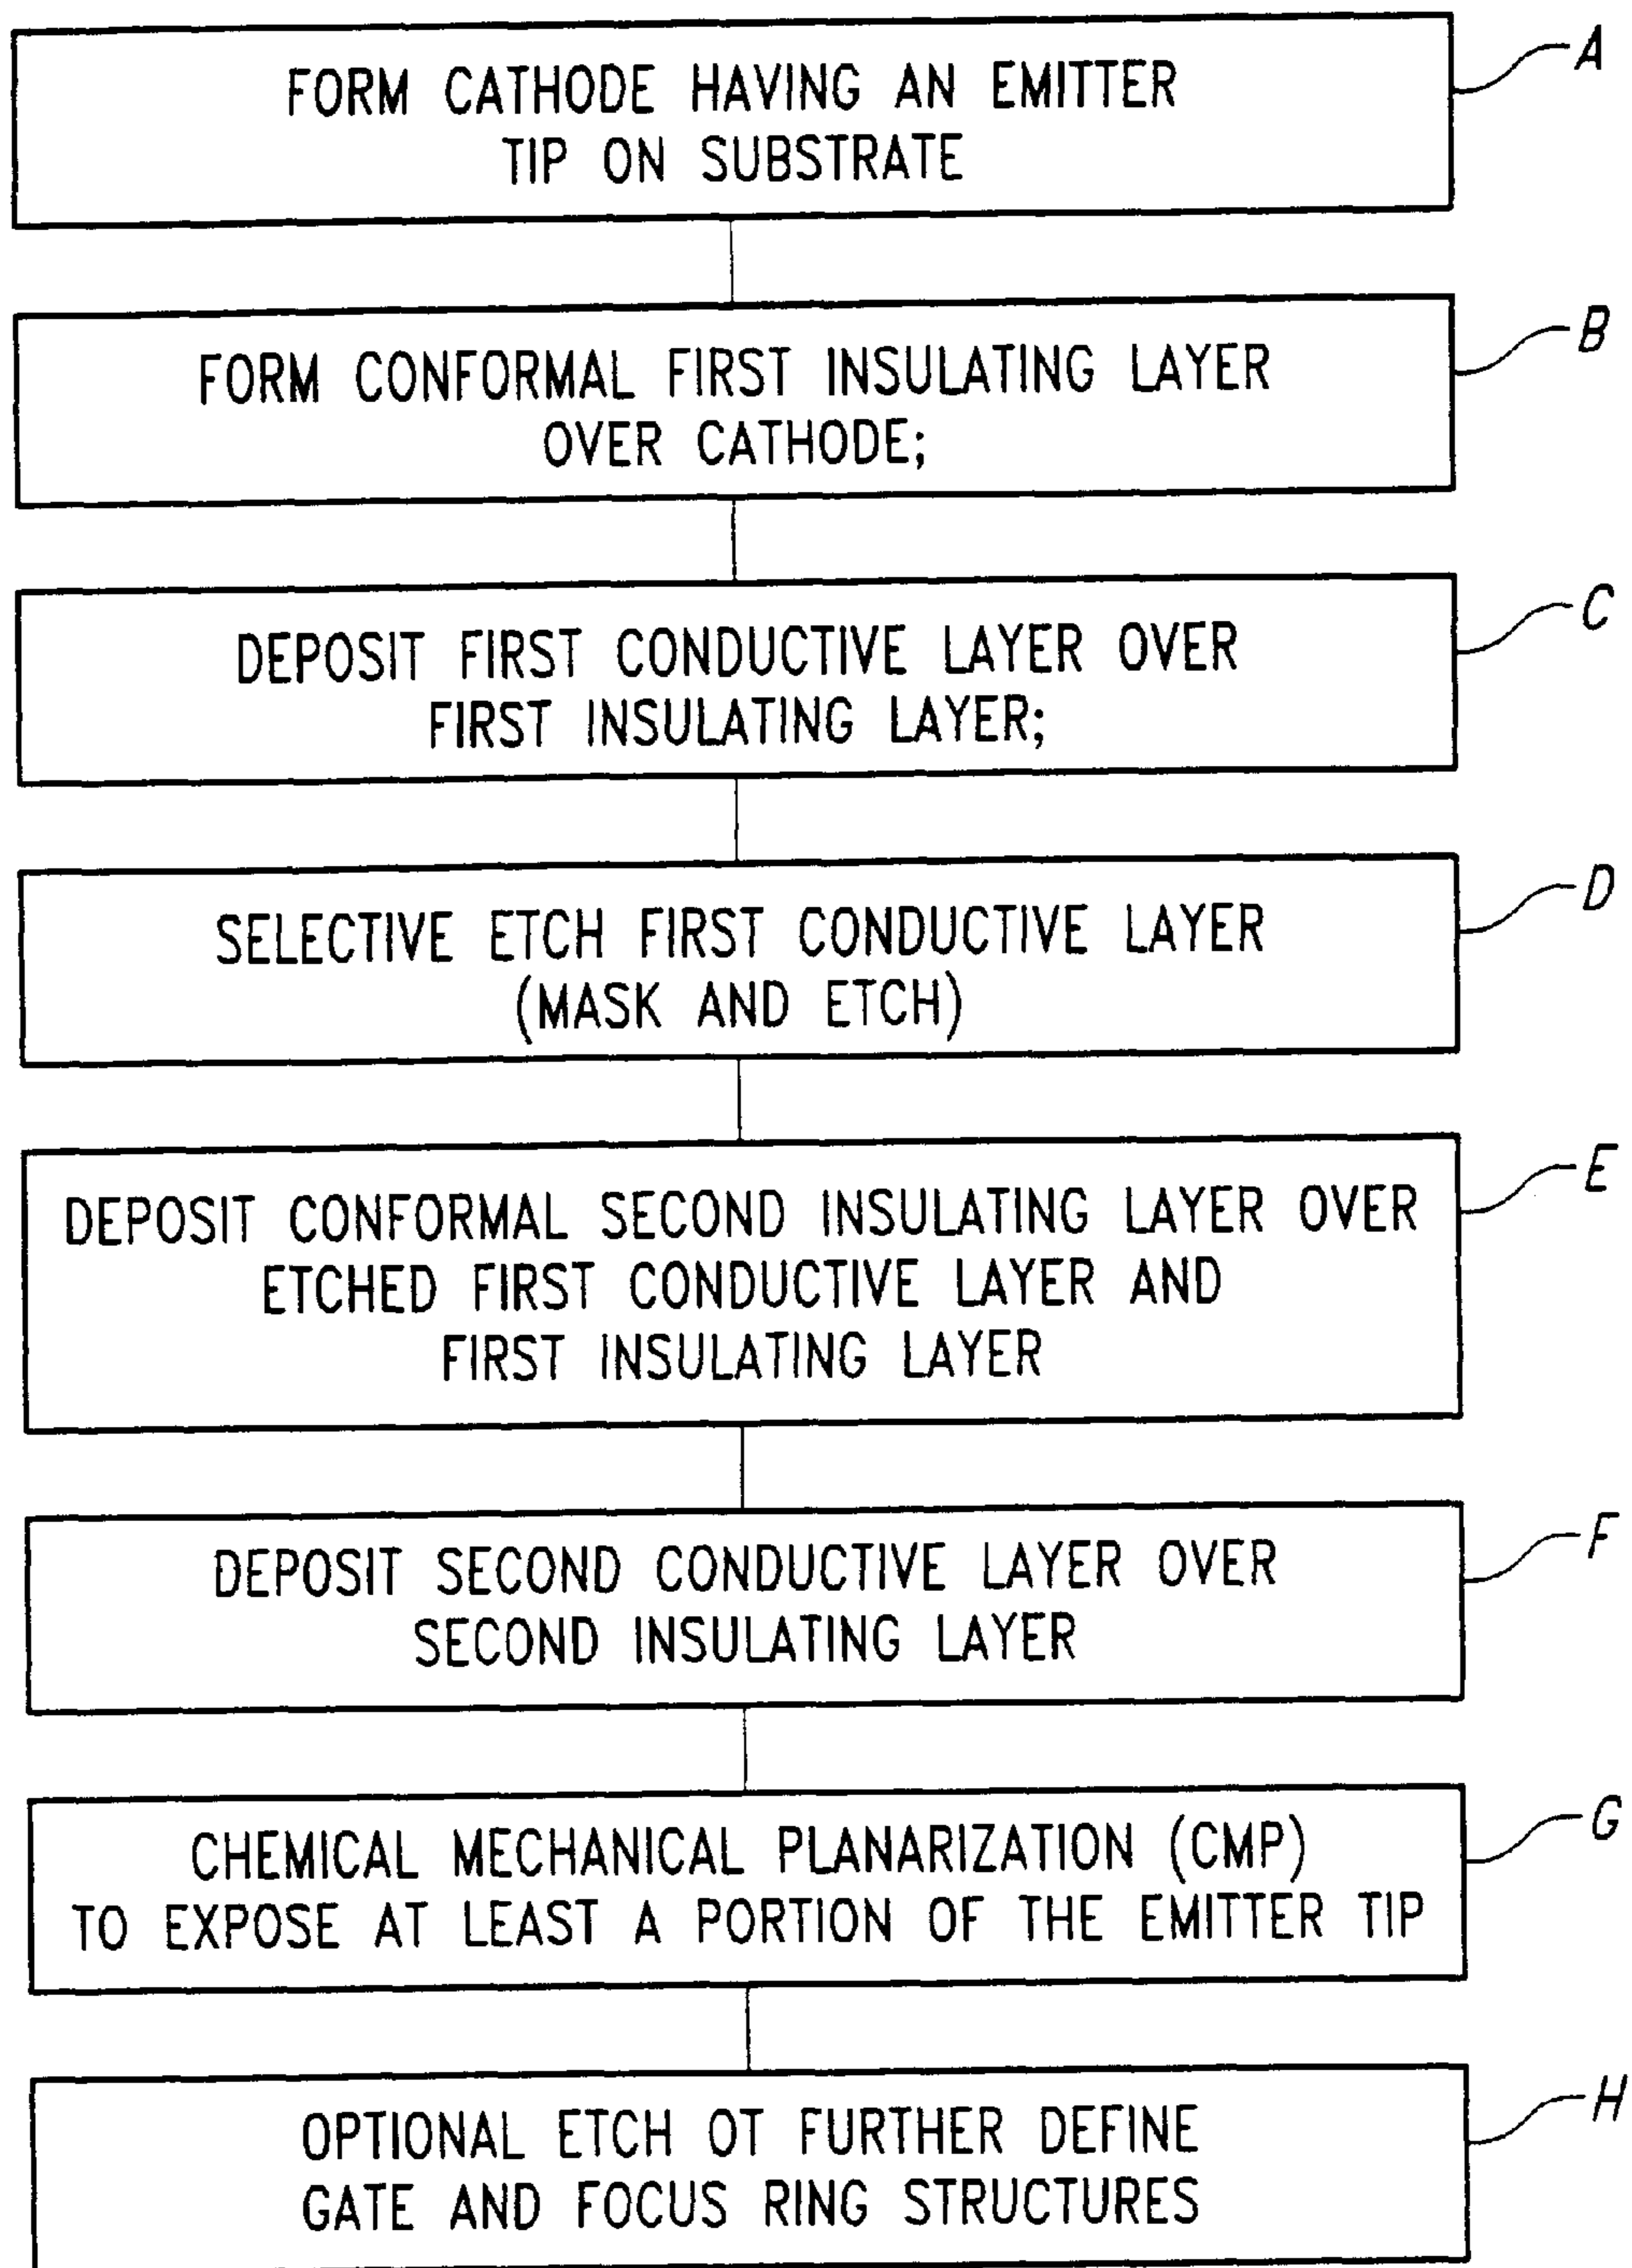 FORM CATHODE HAVING AN EMITTER
TIP ON SUBSTRATE
A
FORM CONFORMAL FIRST INSULATING LAYER
OVER CATHODE;
B
DEPOSIT FIRST CONDUCTIVE LAYER OVER
FIRST INSULATING LAYER;
C
SELECTIVE ETCH FIRST CONDUCTIVE LAYER
(MASK AND ETCH)
D
DEPOSIT CONFORMAL SECOND INSULATING LAYER OVER
ETCHED FIRST CONDUCTIVE LAYER AND
FIRST INSULATING LAYER
E
DEPOSIT SECOND CONDUCTIVE LAYER OVER
SECOND INSULATING LAYER
F
CHEMICAL MECHANICAL PLANARIZATION (CMP)
TO EXPOSE AT LEAST A PORTION OF THE EMITTER TIP
G
OPTIONAL ETCH OT FURTHER DEFINE
GATE AND FOCUS RING STRUCTURES
H